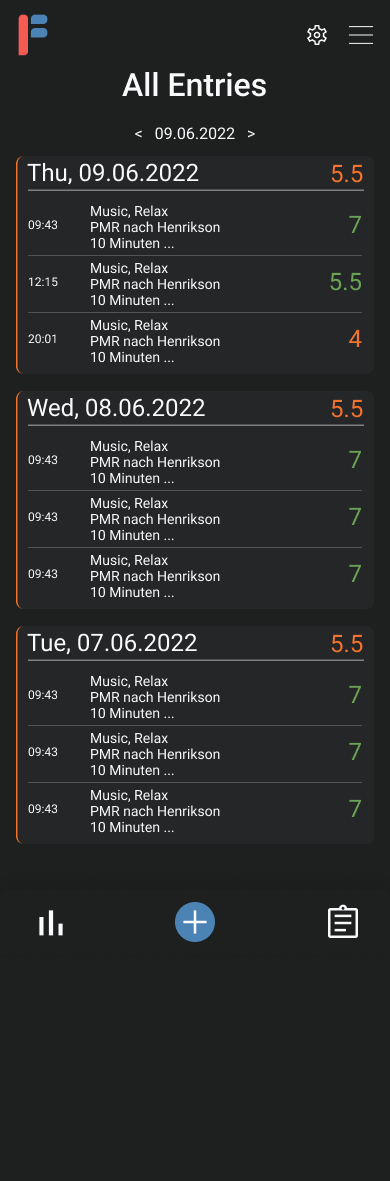 All Entries
< 09.06.2022 >
Thu, 09.06.2022 5.5
09:43 Music, Relax 7
PMR nach Henrikson
10 Minuten ...
12:15 Music, Relax 5.5
PMR nach Henrikson
10 Minuten ...
20:01 Music, Relax 4
PMR nach Henrikson
10 Minuten ...
Wed, 08.06.2022 5.5
09:43 Music, Relax 7
PMR nach Henrikson
10 Minuten ...
09:43 Music, Relax 7
PMR nach Henrikson
10 Minuten ...
09:43 Music, Relax 7
PMR nach Henrikson
10 Minuten ...
Tue, 07.06.2022 5.5
09:43 Music, Relax 7
PMR nach Henrikson
10 Minuten ...
09:43 Music, Relax 7
PMR nach Henrikson
10 Minuten ...
09:43 Music, Relax 7
PMR nach Henrikson
10 Minuten ...